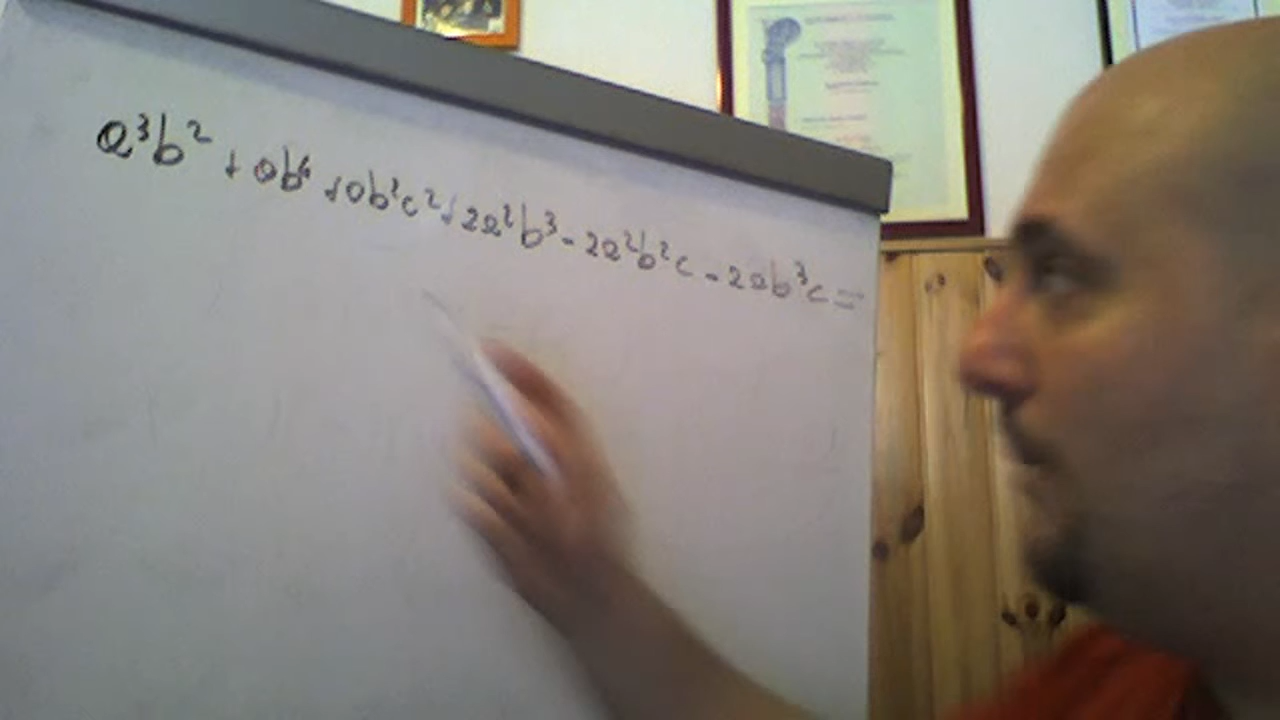 a³b² + ab⁴ + ab²c² + 2a²b³ - 2a²b²c - 2ab³c =